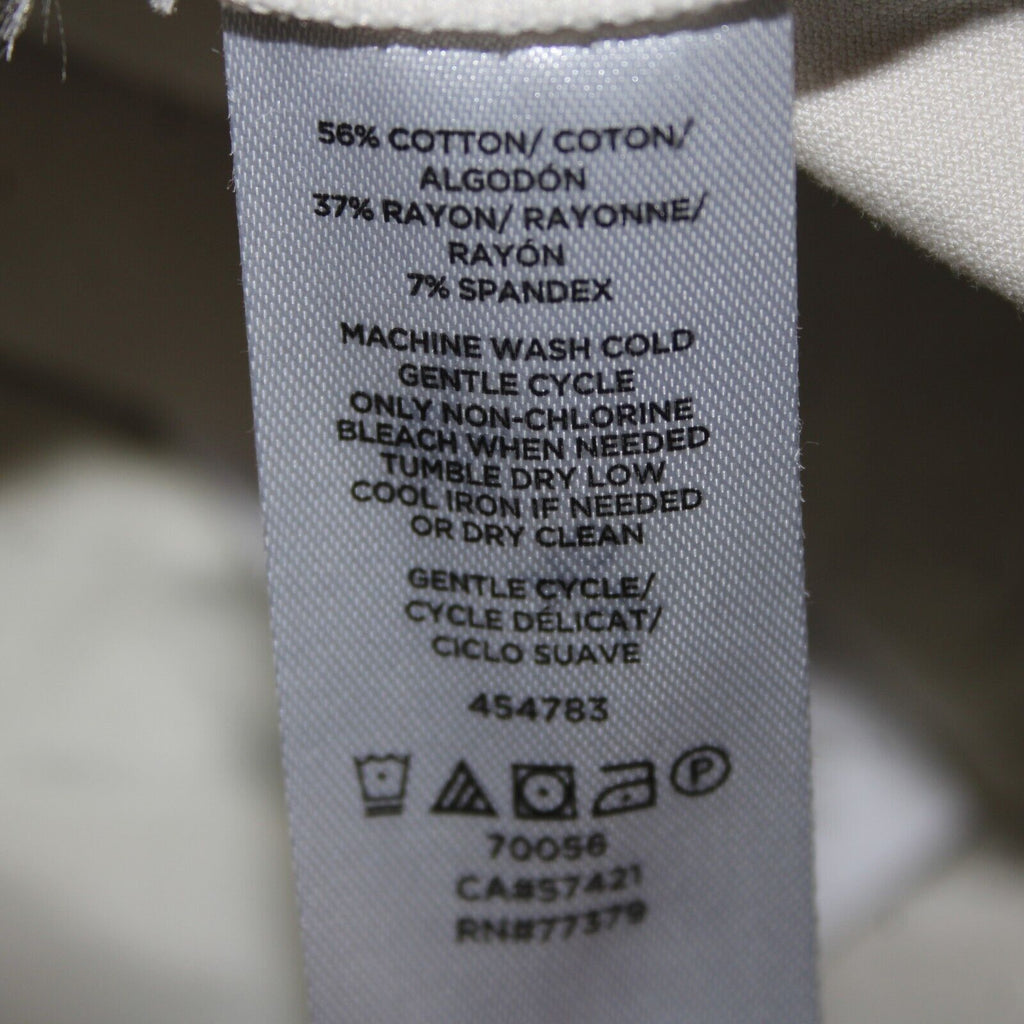 56% COTTON/ COTON/
ALGODÓN
37% RAYON/ RAYONNE/
RAYÓN
7% SPANDEX
MACHINE WASH COLD
GENTLE CYCLE
ONLY NON-CHLORINE
BLEACH WHEN NEEDED
TUMBLE DRY LOW
COOL IRON IF NEEDED
OR DRY CLEAN
GENTLE CYCLE/
CYCLE DÉLICAT/
CICLO SUAVE
454783
P
70056
CA#57421
RN#77379